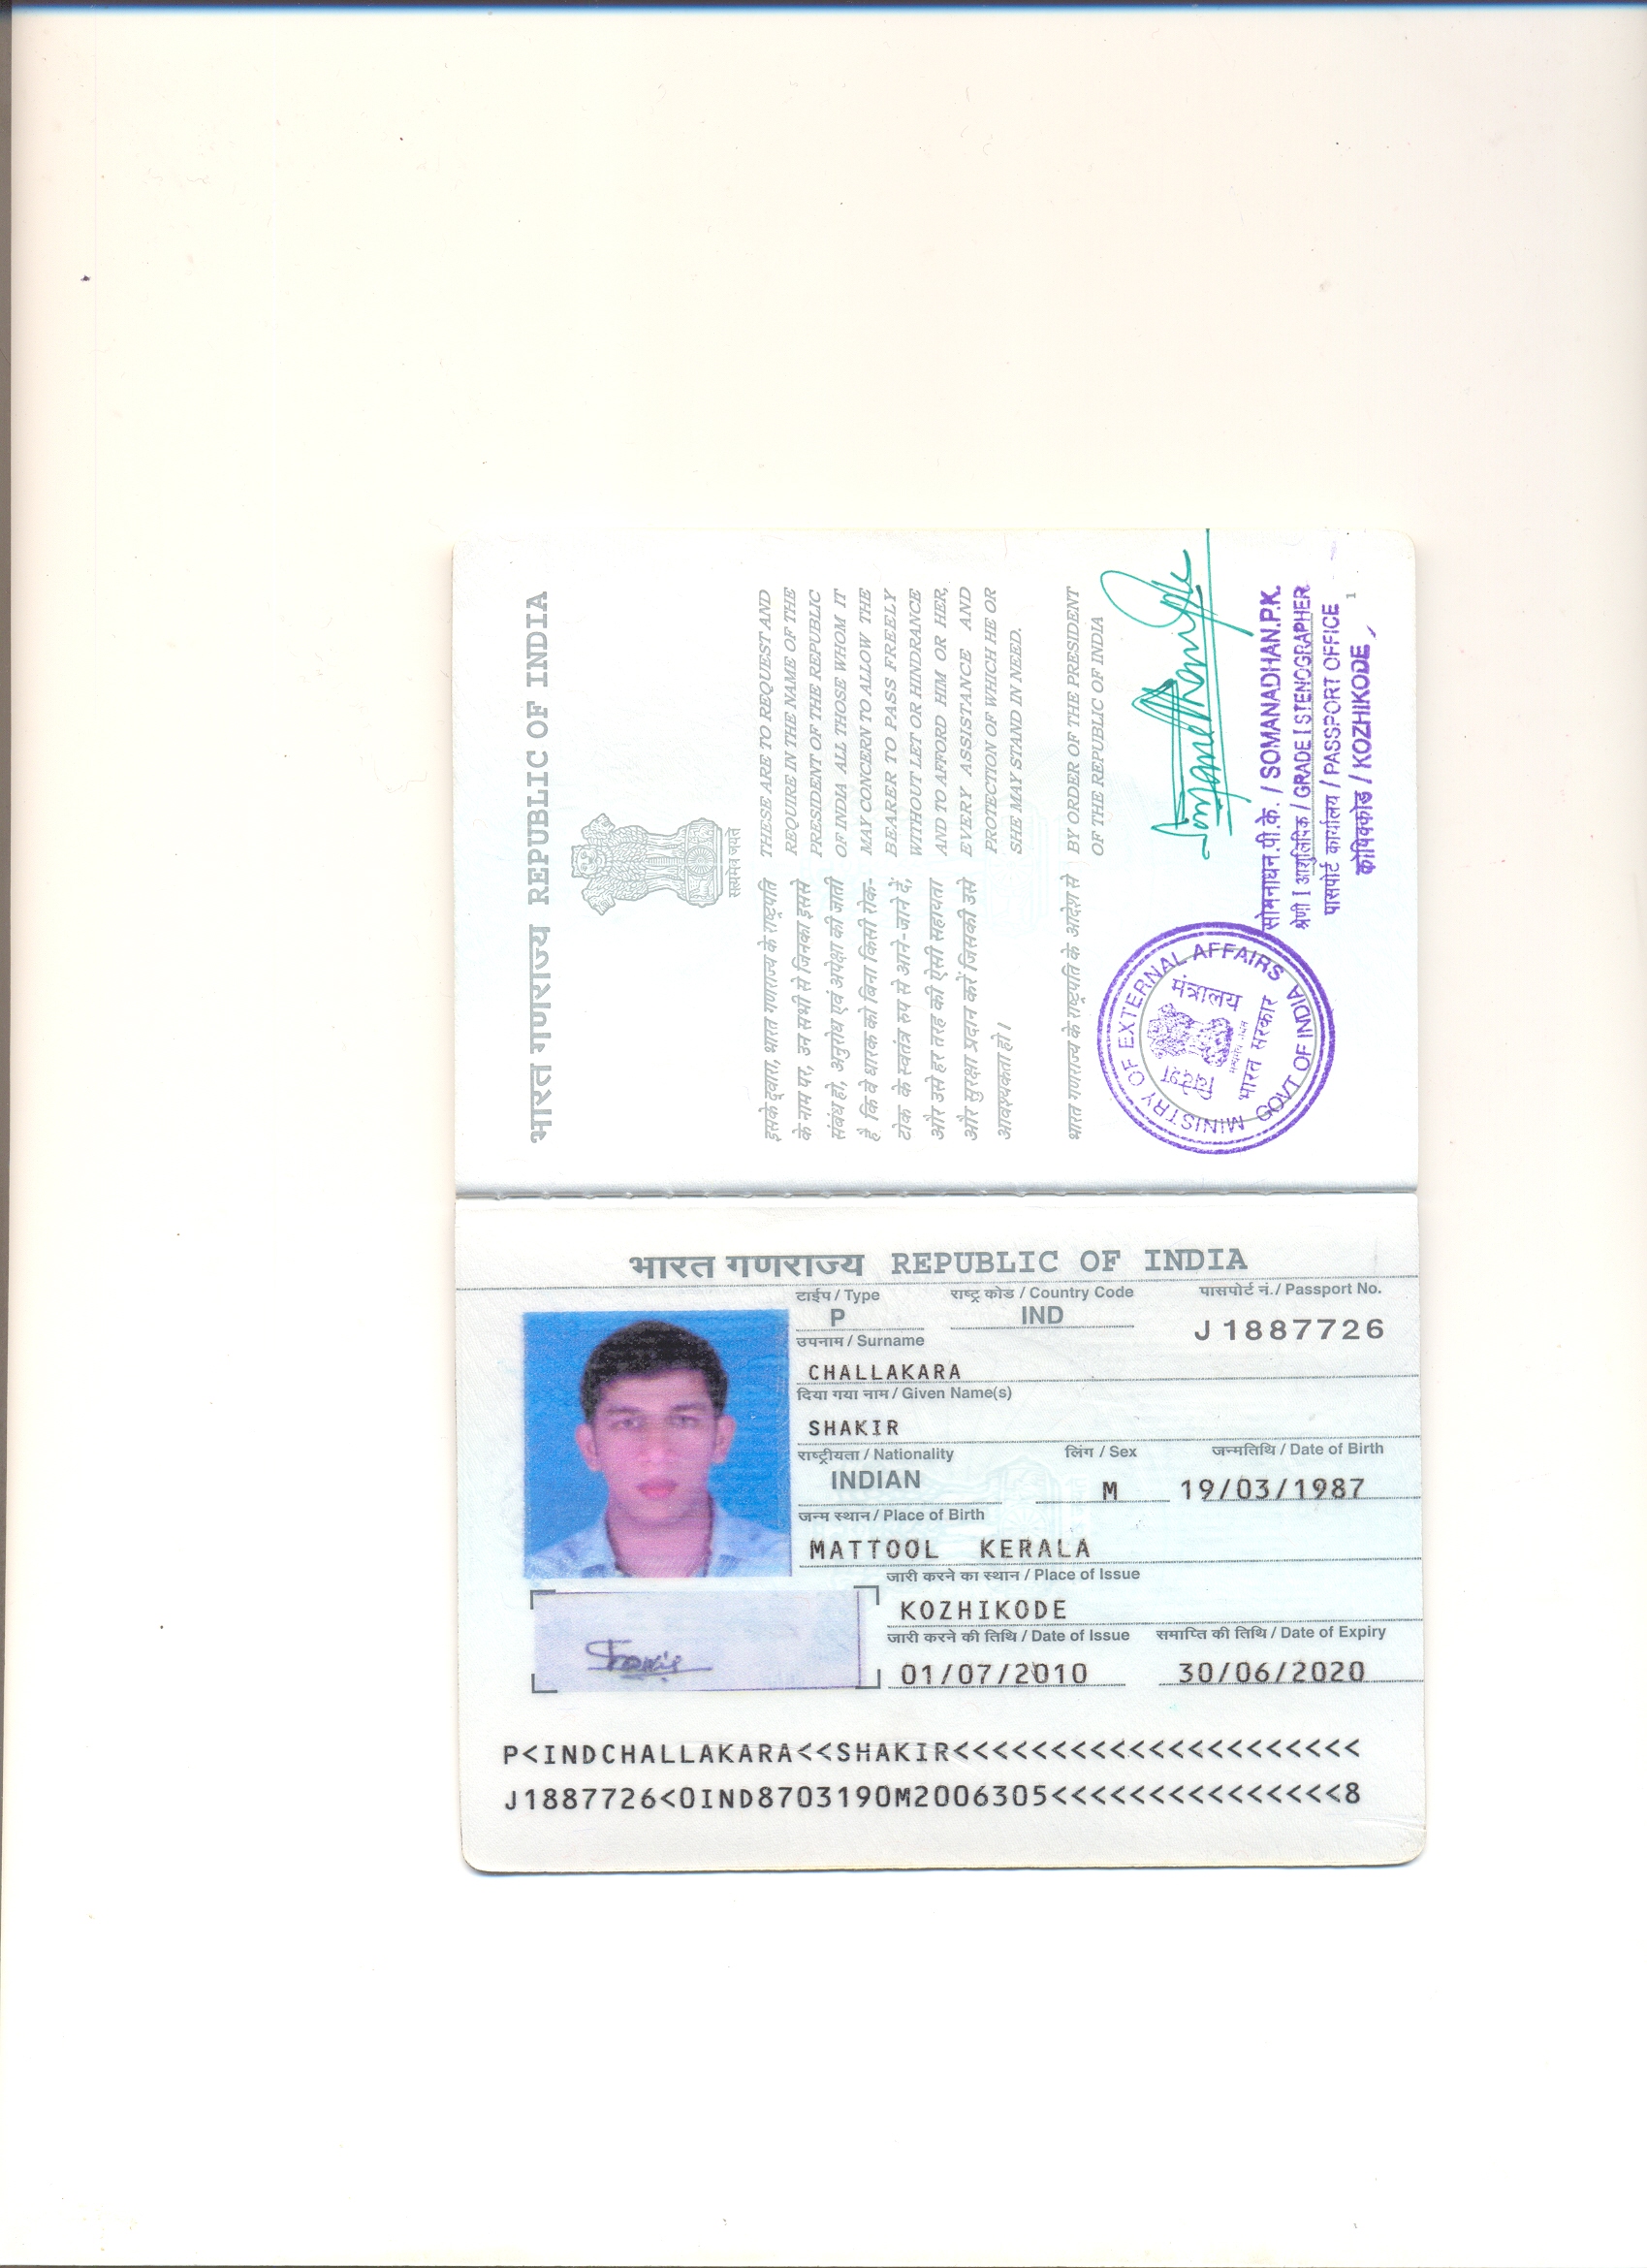 भारत गणराज्य REPUBLIC OF INDIA
सत्यमेव जयते
इसके द्वारा, भारत गणराज्य के राष्ट्रपति
के नाम पर, उन सभी से जिनका इससे
संबंध हो, अनुरोध एवं अपेक्षा की जाती
है कि वे धारक को बिना किसी रोक-
टोक के स्वतंत्र रूप से आने-जाने दें,
और उसे हर तरह की ऐसी सहायता
और सुरक्षा प्रदान करें जिसकी उसे
आवश्यकता हो।
THESE ARE TO REQUEST AND
REQUIRE IN THE NAME OF THE
PRESIDENT OF THE REPUBLIC
OF INDIA ALL THOSE WHOM IT
MAY CONCERN TO ALLOW THE
BEARER TO PASS FREELY
WITHOUT LET OR HINDRANCE
AND TO AFFORD HIM OR HER,
EVERY ASSISTANCE AND
PROTECTION OF WHICH HE OR
SHE MAY STAND IN NEED.
भारत गणराज्य के राष्ट्रपति के आदेश से
BY ORDER OF THE PRESIDENT
OF THE REPUBLIC OF INDIA
MINISTRY OF EXTERNAL AFFAIRS
GOVT OF INDIA
विदेश मंत्रालय
भारत सरकार
सोमनाधन.पी.के. / SOMANADHAN.P.K.
श्रेणी I आशुलिपिक / GRADE I STENOGRAPHER
पासपोर्ट कार्यालय / PASSPORT OFFICE
कोषिक्कोड / KOZHIKODE
1
भारत गणराज्य REPUBLIC OF INDIA
टाईप / Type राष्ट्र कोड / Country Code पासपोर्ट नं. / Passport No.
P IND J1887726
उपनाम / Surname
CHALLAKARA
दिया गया नाम / Given Name(s)
SHAKIR
राष्ट्रीयता / Nationality लिंग / Sex जन्मतिथि / Date of Birth
INDIAN M 19/03/1987
जन्म स्थान / Place of Birth
MATTOOL KERALA
जारी करने का स्थान / Place of Issue
KOZHIKODE
जारी करने की तिथि / Date of Issue समाप्ति की तिथि / Date of Expiry
01/07/2010 30/06/2020
Shakir
P<INDCHALLAKARA<<SHAKIR<<<<<<<<<<<<<<<<<<<<<
J1887726<0IND8703190M2006305<<<<<<<<<<<<<<<8